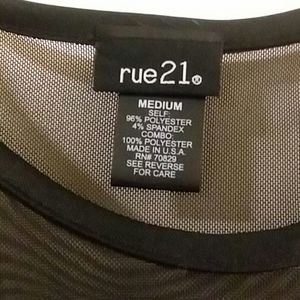 rue21®
MEDIUM
SELF:
96% POLYESTER
4% SPANDEX
COMBO:
100% POLYESTER
MADE IN U.S.A.
RN# 70829
SEE REVERSE
FOR CARE